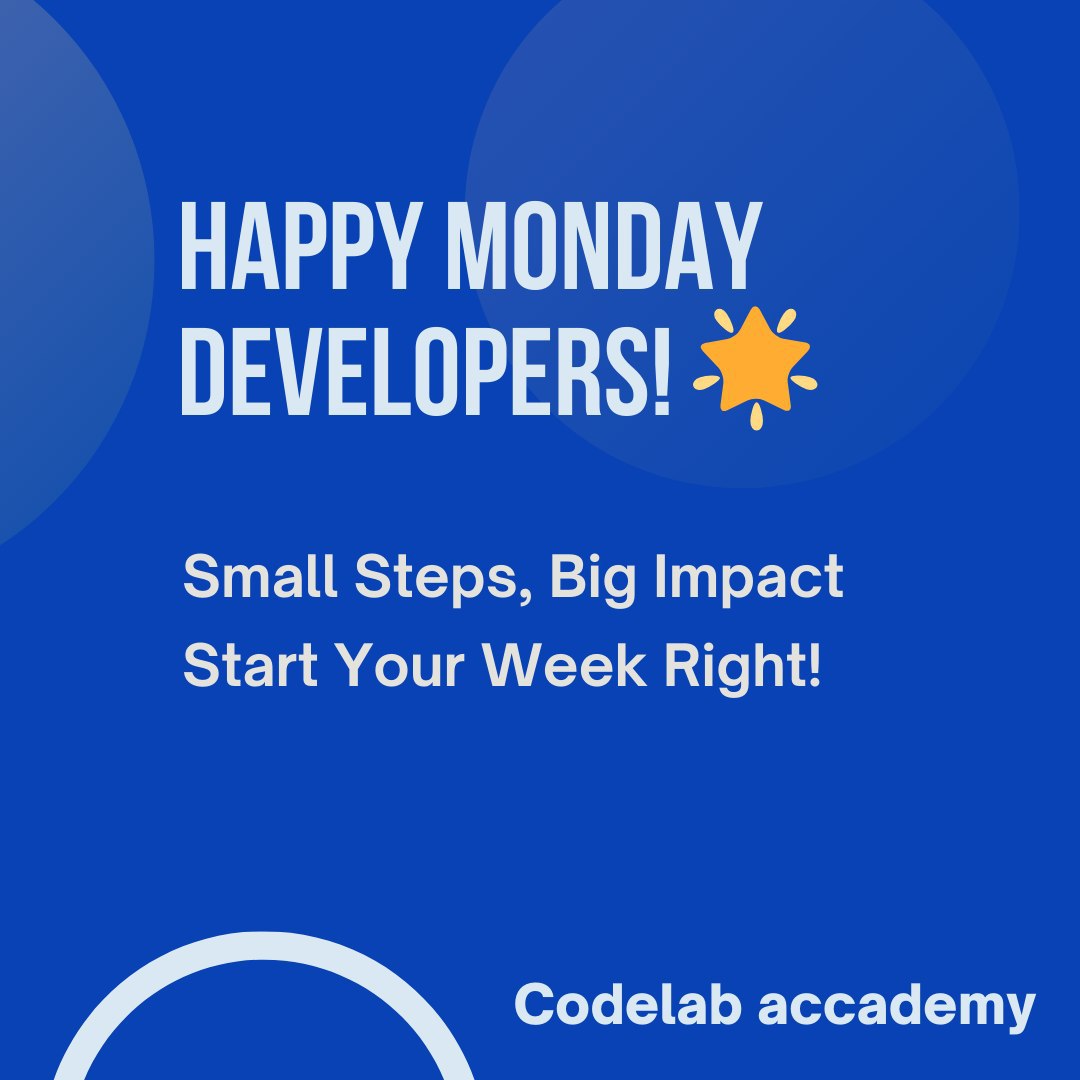 HAPPY MONDAY
DEVELOPERS!
Small Steps, Big Impact
Start Your Week Right!
Codelab accademy